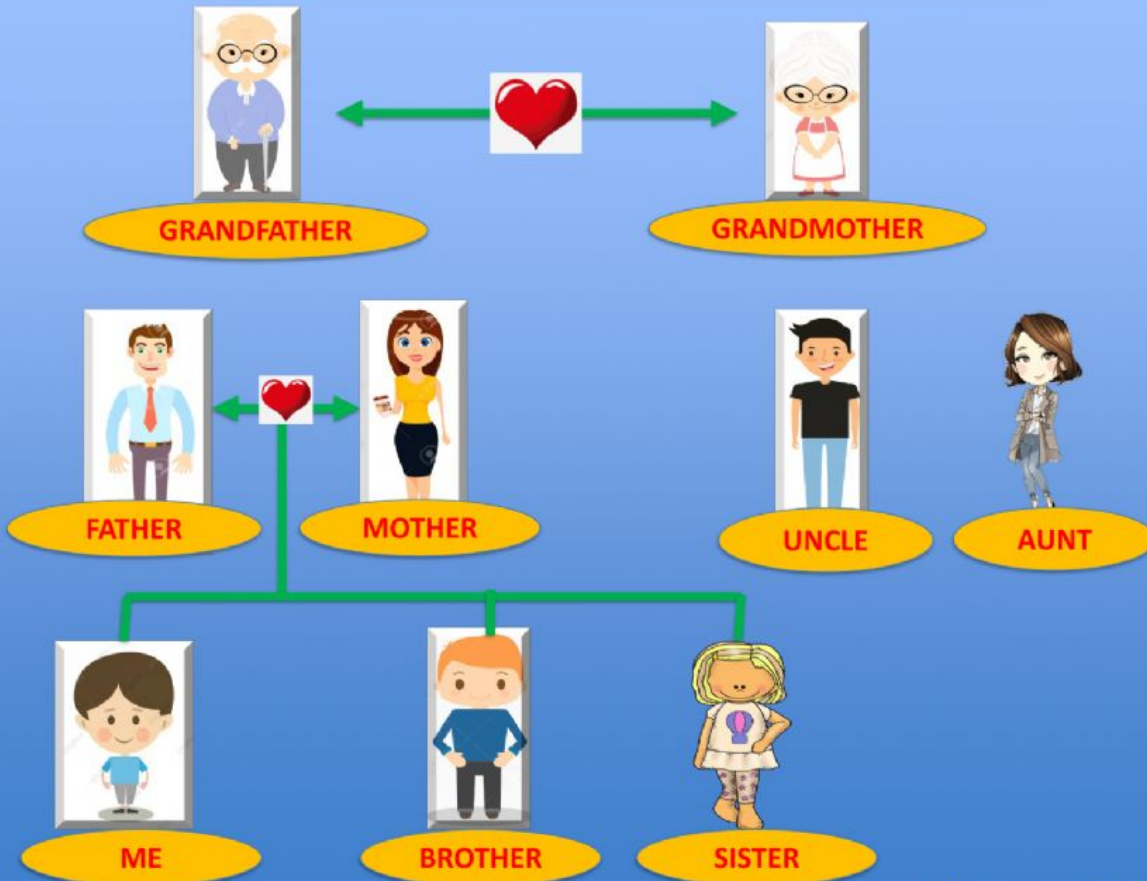 GRANDFATHER
GRANDMOTHER
FATHER
MOTHER
UNCLE
AUNT
ME
BROTHER
SISTER